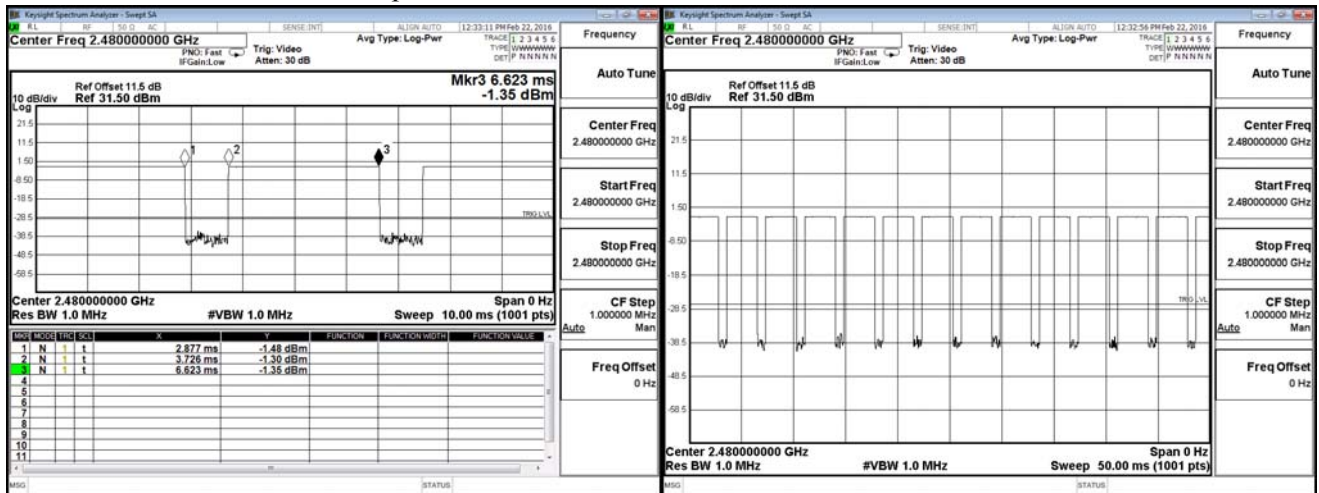 Keysight Spectrum Analyzer - Swept SA
RL RF 50 Ω AC SENSE:INT ALIGN AUTO 12:33:11 PM Feb 22, 2016
Center Freq 2.480000000 GHz Avg Type: Log-Pwr TRACE 1 2 3 4 5 6
PNO: Fast Trig: Video TYPE WWWWWW
IFGain:Low Atten: 30 dB DET P N N N N N
Mkr3 6.623 ms
-1.35 dBm
Ref Offset 11.5 dB
10 dB/div Ref 31.50 dBm
Log
21.5
11.5
1.50
-8.50
-18.5
-28.5
-38.5
-48.5
-58.5
1
2
3
TRIG LVL
Center 2.480000000 GHz Span 0 Hz
Res BW 1.0 MHz #VBW 1.0 MHz Sweep 10.00 ms (1001 pts)
MKR MODE TRC SCL X Y FUNCTION FUNCTION WIDTH FUNCTION VALUE
1 N 1 t 2.877 ms -1.48 dBm
2 N 1 t 3.726 ms -1.30 dBm
3 N 1 t 6.623 ms -1.35 dBm
4
5
6
7
8
9
10
11
MSG STATUS
Frequency
Auto Tune
Center Freq
2.480000000 GHz
Start Freq
2.480000000 GHz
Stop Freq
2.480000000 GHz
CF Step
1.000000 MHz
Auto Man
Freq Offset
0 Hz
Keysight Spectrum Analyzer - Swept SA
RL RF 50 Ω AC SENSE:INT ALIGN AUTO 12:32:56 PM Feb 22, 2016
Center Freq 2.480000000 GHz Avg Type: Log-Pwr TRACE 1 2 3 4 5 6
PNO: Fast Trig: Video TYPE WWWWWW
IFGain:Low Atten: 30 dB DET P N N N N N
Ref Offset 11.5 dB
10 dB/div Ref 31.50 dBm
Log
21.5
11.5
1.50
-8.50
-18.5
-28.5
-38.5
-48.5
-58.5
TRIG LVL
Center 2.480000000 GHz Span 0 Hz
Res BW 1.0 MHz #VBW 1.0 MHz Sweep 50.00 ms (1001 pts)
MSG STATUS
Frequency
Auto Tune
Center Freq
2.480000000 GHz
Start Freq
2.480000000 GHz
Stop Freq
2.480000000 GHz
CF Step
1.000000 MHz
Auto Man
Freq Offset
0 Hz